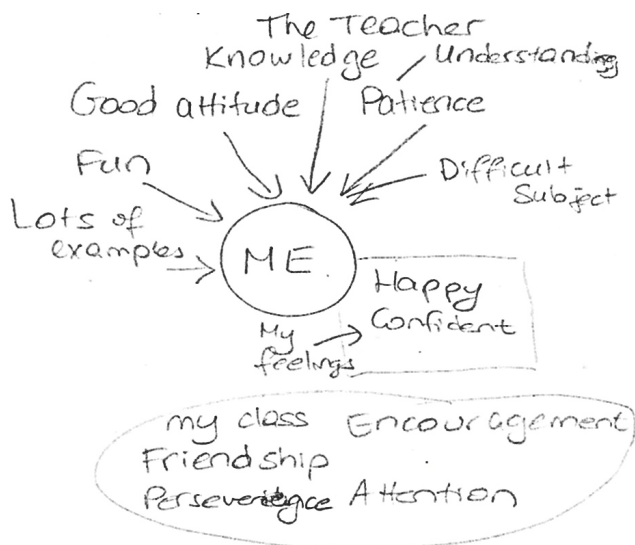 The Teacher
Knowledge
Understanding
Good attitude
Patience
Fun
Difficult
Subject
Lots of
examples
ME
Happy
Confident
My
feelings
my class Encouragement
Friendship
Attention